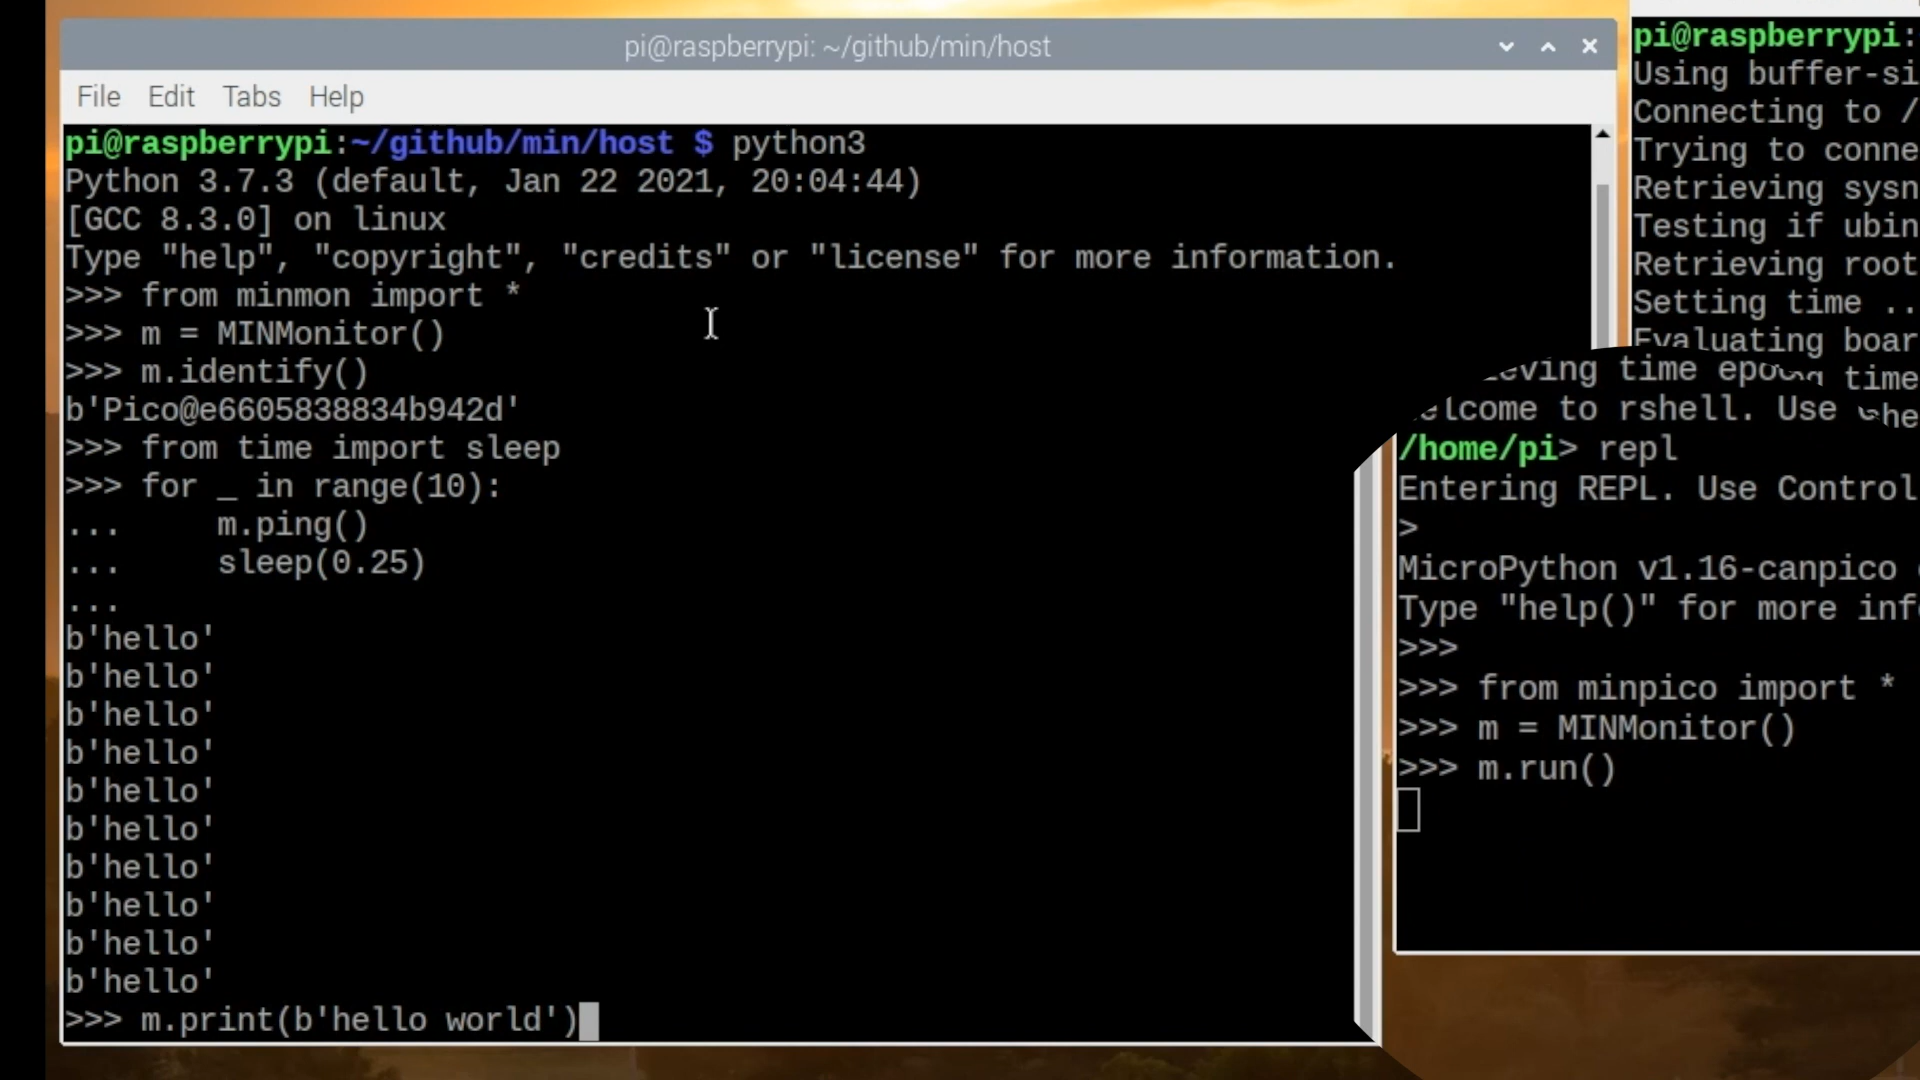 pi@raspberrypi: ~/github/min/host
File Edit Tabs Help
pi@raspberrypi:~/github/min/host $ python3
Python 3.7.3 (default, Jan 22 2021, 20:04:44)
[GCC 8.3.0] on linux
Type "help", "copyright", "credits" or "license" for more information.
>>> from minmon import *
>>> m = MINMonitor()
>>> m.identify()
b'Pico@e6605838834b942d'
>>> from time import sleep
>>> for _ in range(10):
...     m.ping()
...     sleep(0.25)
...
b'hello'
b'hello'
b'hello'
b'hello'
b'hello'
b'hello'
b'hello'
b'hello'
b'hello'
b'hello'
>>> m.print(b'hello world')
pi@raspberrypi:
Using buffer-si
Connecting to /
Trying to conne
Retrieving sysn
Testing if ubin
Retrieving root
Setting time ..
Evaluating boar
time
time
to rshell. Use
/home/pi> repl
Entering REPL. Use Control
>
MicroPython v1.16-canpico
Type "help()" for more inf
>>>
>>> from minpico import *
>>> m = MINMonitor()
>>> m.run()